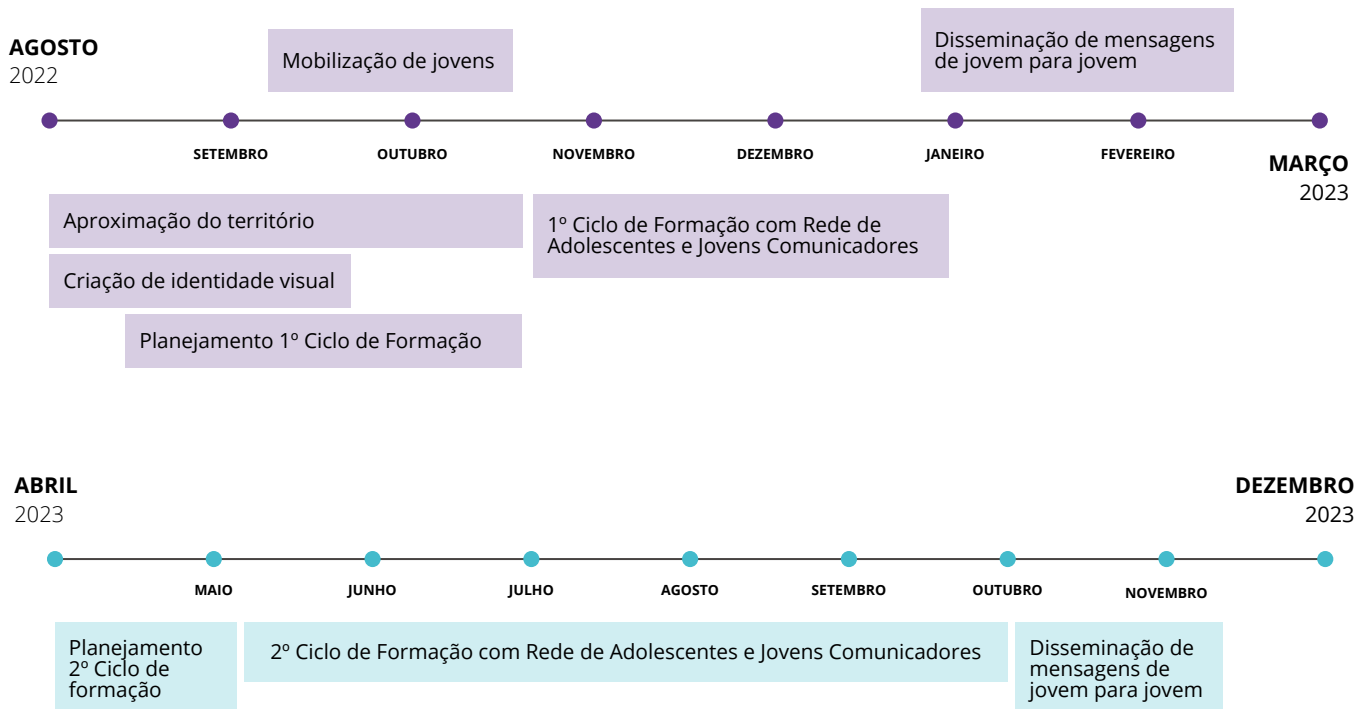 AGOSTO
2022
Mobilização de jovens
Disseminação de mensagens
de jovem para jovem
SETEMBRO
OUTUBRO
NOVEMBRO
DEZEMBRO
JANEIRO
FEVEREIRO
MARÇO
2023
Aproximação do território
1º Ciclo de Formação com Rede de
Adolescentes e Jovens Comunicadores
Criação de identidade visual
Planejamento 1º Ciclo de Formação
ABRIL
2023
DEZEMBRO
2023
MAIO
JUNHO
JULHO
AGOSTO
SETEMBRO
OUTUBRO
NOVEMBRO
Planejamento
2º Ciclo de
formação
2º Ciclo de Formação com Rede de Adolescentes e Jovens Comunicadores
Disseminação de
mensagens de
jovem para jovem